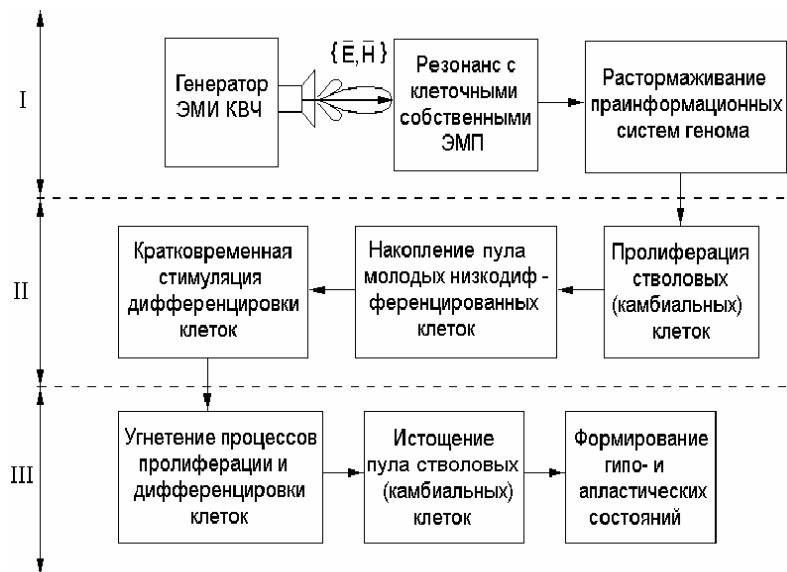 I
Генератор
ЭМИ КВЧ
{E̅,H̅}
Резонанс с
клеточными
собственными
ЭМП
Растормаживание
праинформационных
систем генома
II
Кратковременная
стимуляция
дифференцировки
клеток
Накопление пула
молодых низкодиф -
ференцированных
клеток
Пролиферация
стволовых
(камбиальных)
клеток
III
Угнетение процессов
пролиферации и
дифференцировки
клеток
Истощение
пула стволовых
(камбиальных)
клеток
Формирование
гипо- и
апластических
состояний